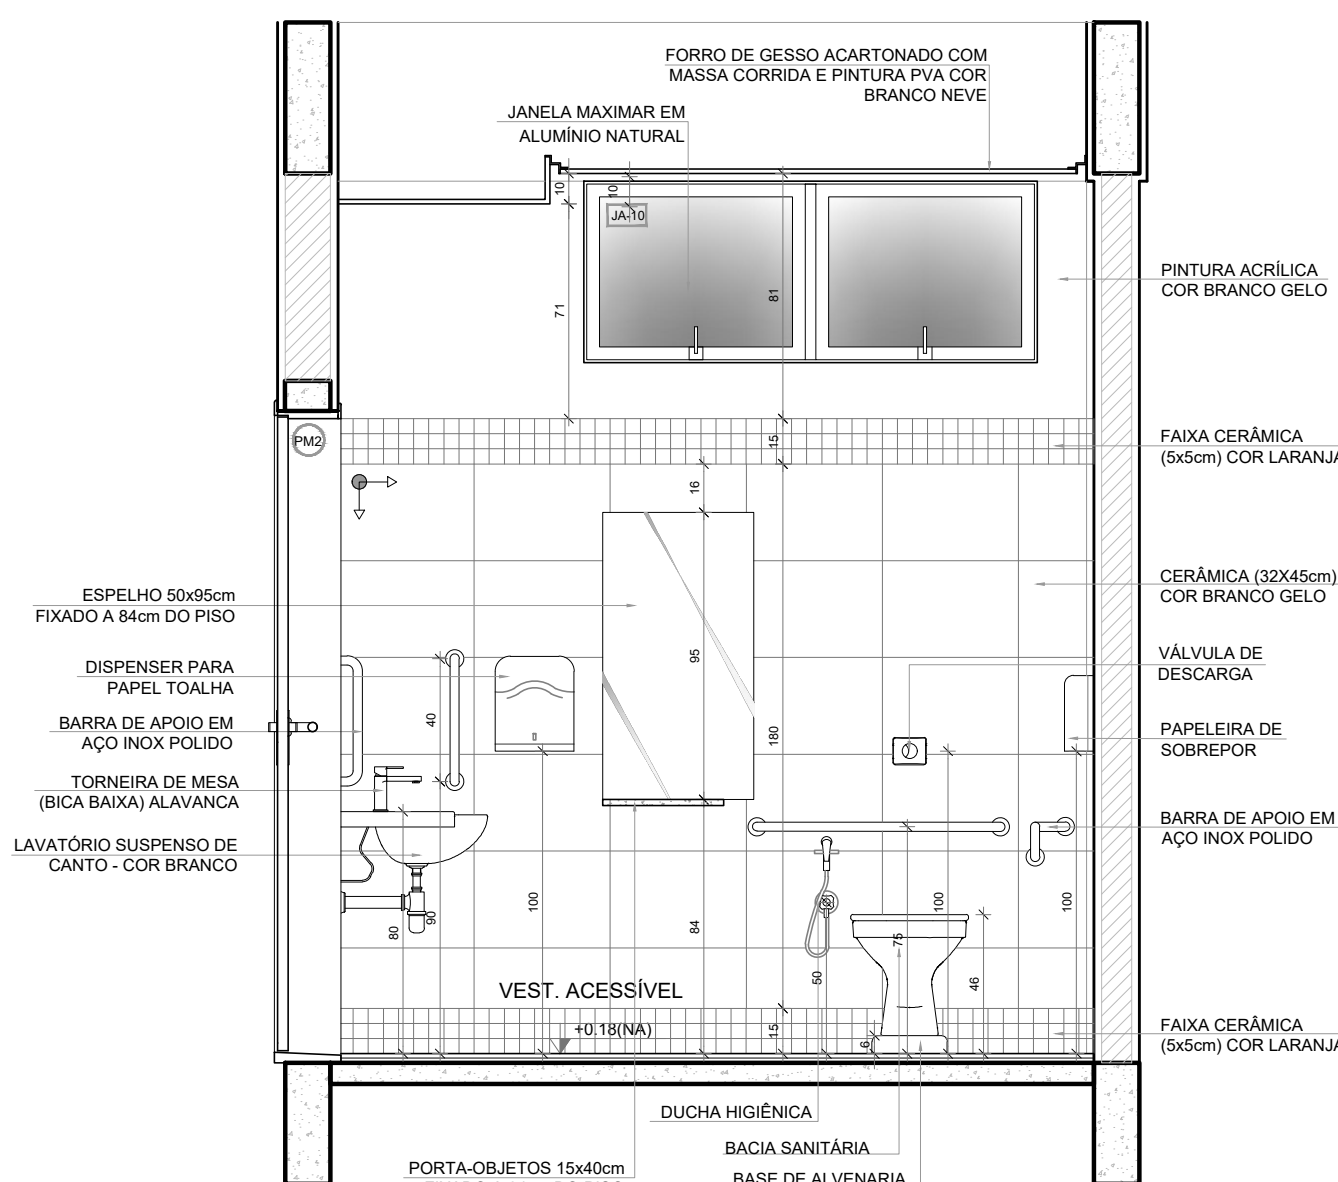 FORRO DE GESSO ACARTONADO COM
MASSA CORRIDA E PINTURA PVA COR
BRANCO NEVE
JANELA MAXIMAR EM
ALUMÍNIO NATURAL
10
10
JA-10
71
81
PINTURA ACRÍLICA
COR BRANCO GELO
PM2
15
FAIXA CERÂMICA
(5x5cm) COR LARANJA
16
ESPELHO 50x95cm
FIXADO A 84cm DO PISO
CERÂMICA (32X45cm)
COR BRANCO GELO
DISPENSER PARA
PAPEL TOALHA
95
VÁLVULA DE
DESCARGA
BARRA DE APOIO EM
AÇO INOX POLIDO
40
180
PAPELEIRA DE
SOBREPOR
TORNEIRA DE MESA
(BICA BAIXA) ALAVANCA
BARRA DE APOIO EM
AÇO INOX POLIDO
LAVATÓRIO SUSPENSO DE
CANTO - COR BRANCO
80
90
100
84
50
75
100
46
100
VEST. ACESSÍVEL
+0.18(NA)
15
6
FAIXA CERÂMICA
(5x5cm) COR LARANJA
DUCHA HIGIÊNICA
BACIA SANITÁRIA
PORTA-OBJETOS 15x40cm
BASE DE ALVENARIA